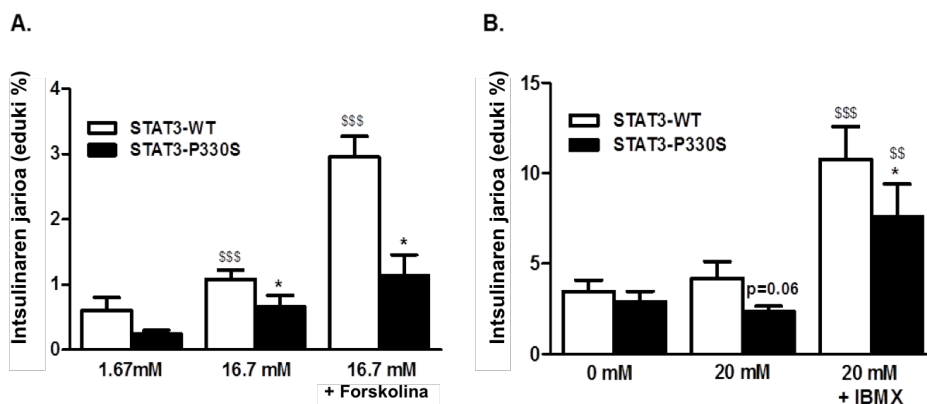 A.
Intsulinaren jarioa (eduki %)
4
3
2
1
0
STAT3-WT
STAT3-P330S
$$$
*
$$$
*
1.67mM
16.7 mM
16.7 mM
+ Forskolina
B.
Intsulinaren jarioa (eduki %)
15
10
5
0
STAT3-WT
STAT3-P330S
p=0.06
$$$
$$
*
0 mM
20 mM
20 mM
+ IBMX